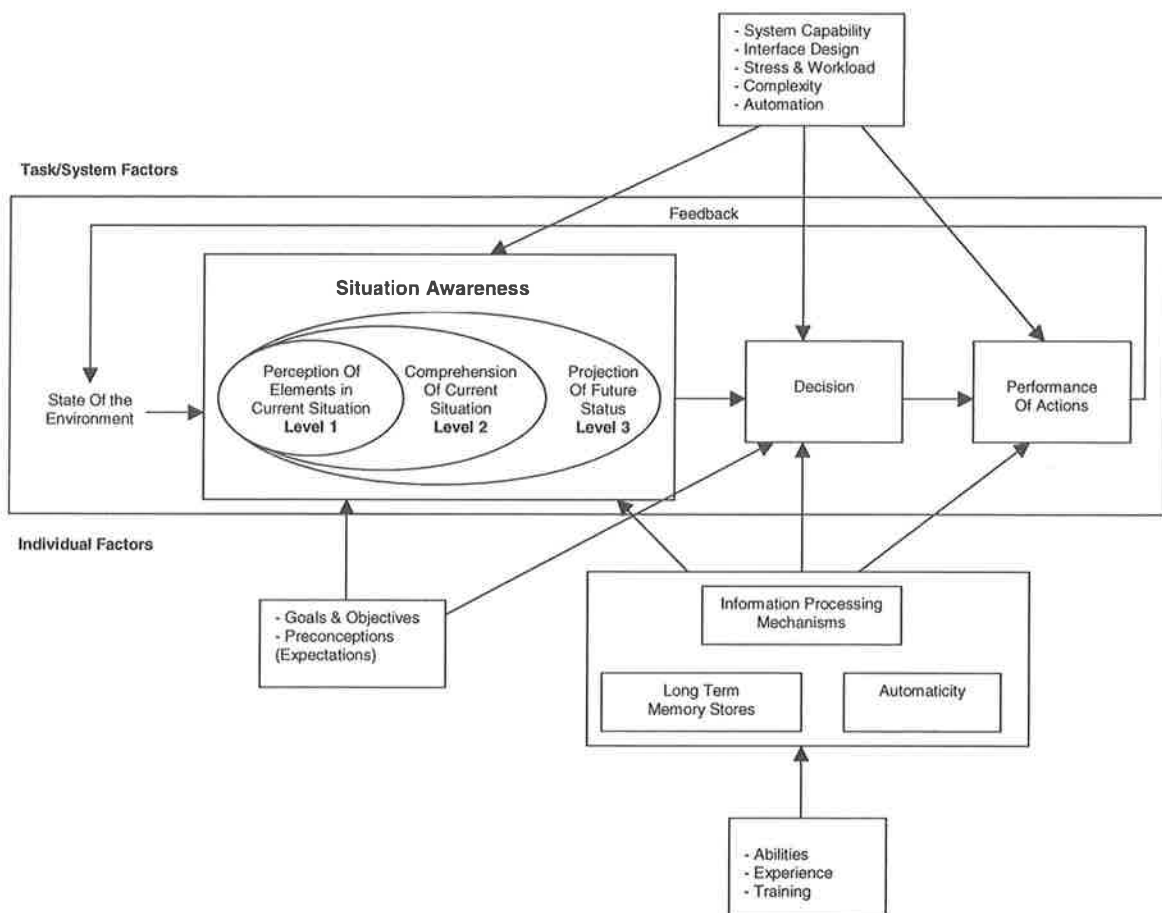 - System Capability
- Interface Design
- Stress & Workload
- Complexity
- Automation
Task/System Factors
Feedback
Situation Awareness
Perception Of
Elements in
Current Situation
Level 1
Comprehension
Of Current
Situation
Level 2
Projection
Of Future
Status
Level 3
State Of the
Environment
Decision
Performance
Of Actions
Individual Factors
- Goals & Objectives
- Preconceptions
(Expectations)
Information Processing
Mechanisms
Long Term
Memory Stores
Automaticity
- Abilities
- Experience
- Training